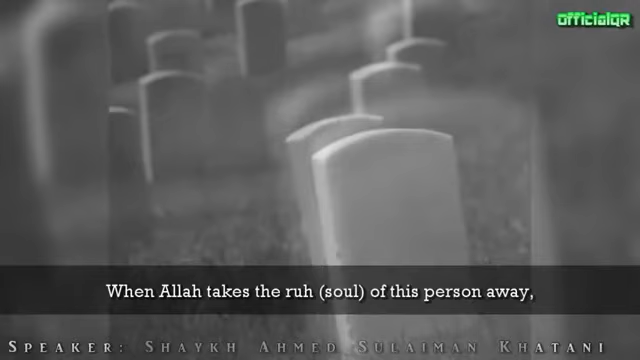 OfficialQR
When Allah takes the ruh (soul) of this person away,
Speaker: Shaykh Ahmed Sulaiman Khatani